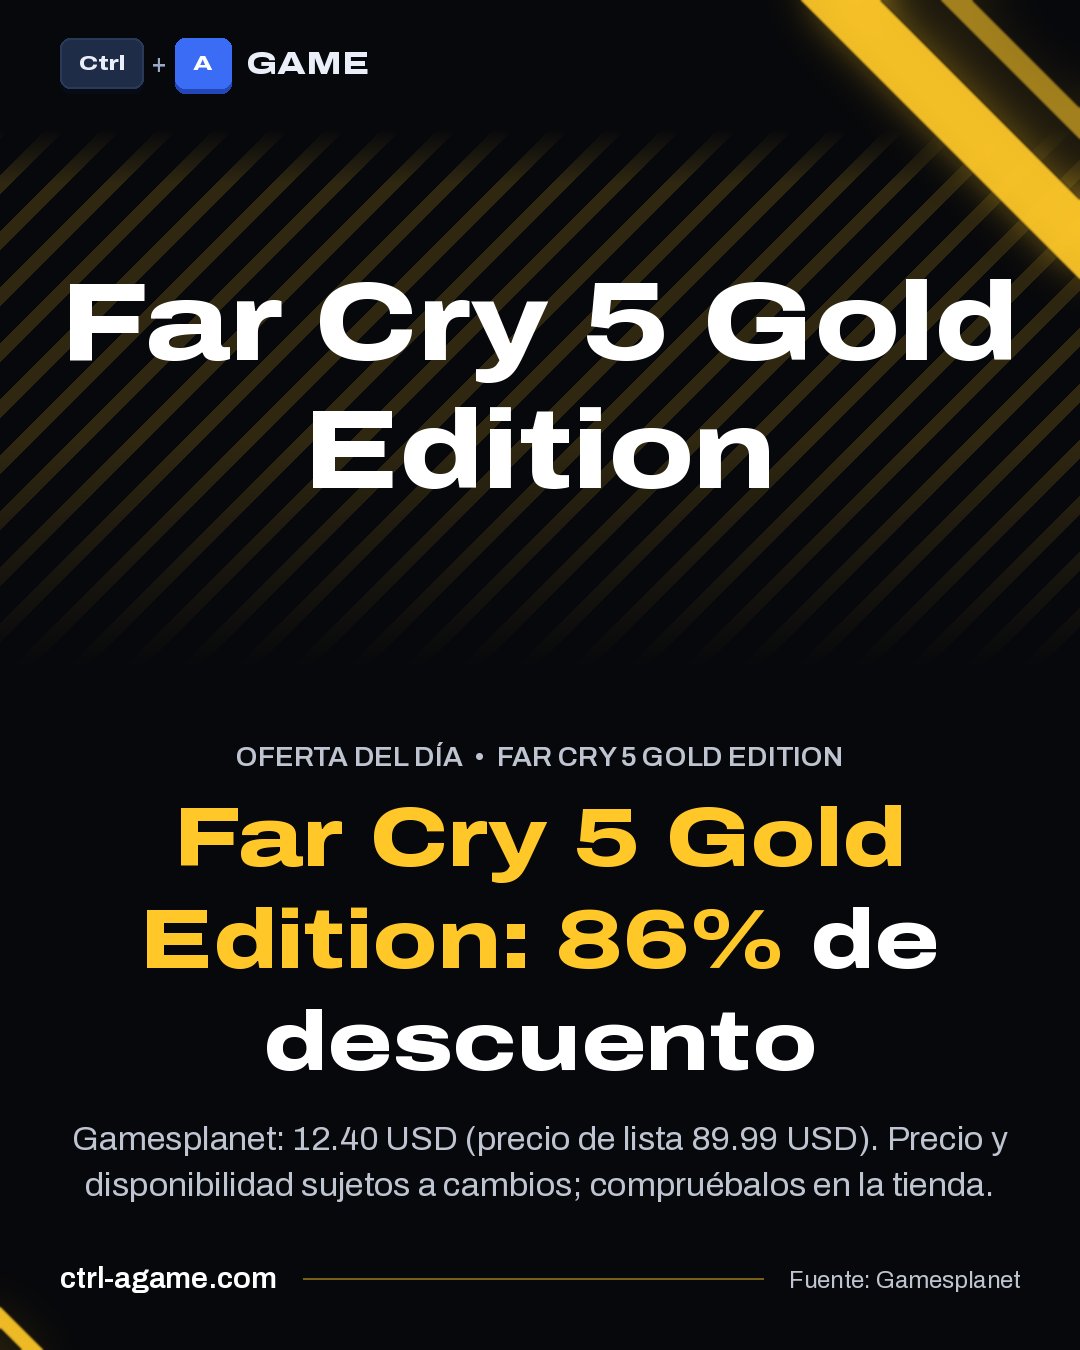 Ctrl + A GAME
Far Cry 5 Gold
Edition
OFERTA DEL DÍA • FAR CRY 5 GOLD EDITION
Far Cry 5 Gold
Edition: 86% de
descuento
Gamesplanet: 12.40 USD (precio de lista 89.99 USD). Precio y
disponibilidad sujetos a cambios; compruébalos en la tienda.
ctrl-agame.com
Fuente: Gamesplanet